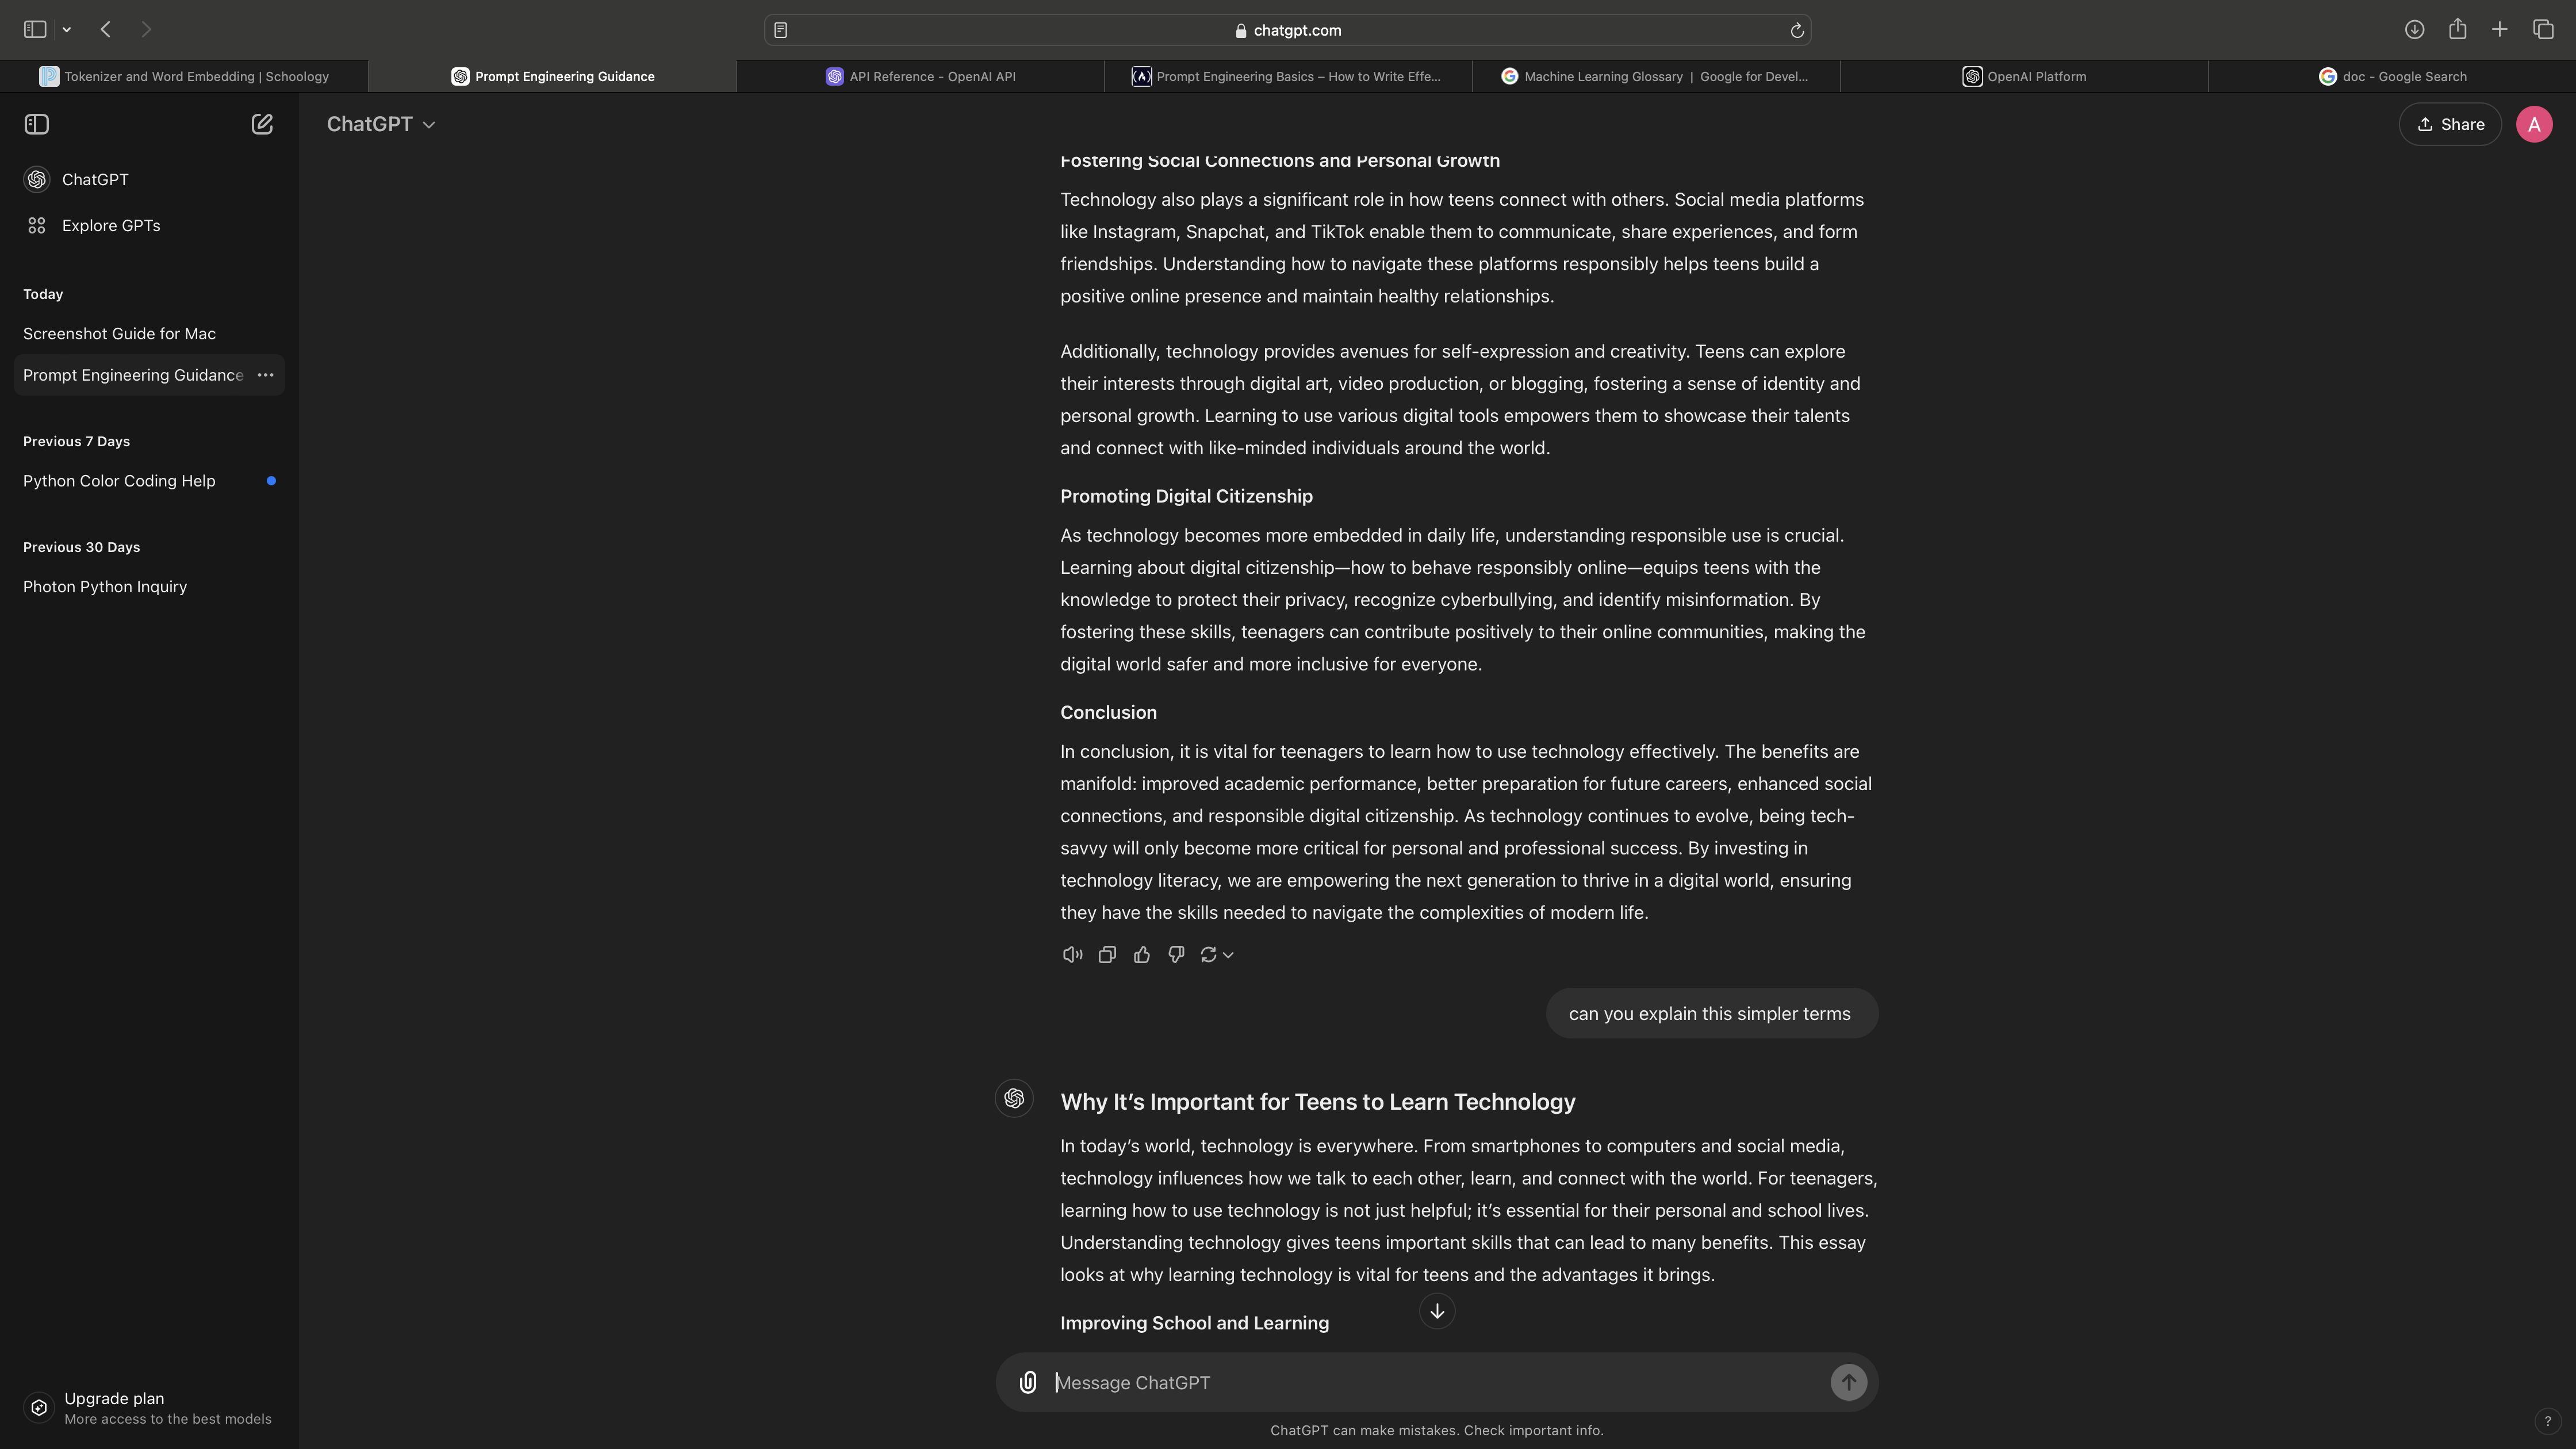 chatgpt.com
Tokenizer and Word Embedding | Schoology
Prompt Engineering Guidance
API Reference - OpenAI API
Prompt Engineering Basics – How to Write Effe...
Machine Learning Glossary | Google for Devel...
OpenAI Platform
doc - Google Search
ChatGPT
Share
A
ChatGPT
Explore GPTs
Today
Screenshot Guide for Mac
Prompt Engineering Guidance
Previous 7 Days
Python Color Coding Help
Previous 30 Days
Photon Python Inquiry
Upgrade plan
More access to the best models
Fostering Social Connections and Personal Growth
Technology also plays a significant role in how teens connect with others. Social media platforms
like Instagram, Snapchat, and TikTok enable them to communicate, share experiences, and form
friendships. Understanding how to navigate these platforms responsibly helps teens build a
positive online presence and maintain healthy relationships.
Additionally, technology provides avenues for self-expression and creativity. Teens can explore
their interests through digital art, video production, or blogging, fostering a sense of identity and
personal growth. Learning to use various digital tools empowers them to showcase their talents
and connect with like-minded individuals around the world.
Promoting Digital Citizenship
As technology becomes more embedded in daily life, understanding responsible use is crucial.
Learning about digital citizenship—how to behave responsibly online—equips teens with the
knowledge to protect their privacy, recognize cyberbullying, and identify misinformation. By
fostering these skills, teenagers can contribute positively to their online communities, making the
digital world safer and more inclusive for everyone.
Conclusion
In conclusion, it is vital for teenagers to learn how to use technology effectively. The benefits are
manifold: improved academic performance, better preparation for future careers, enhanced social
connections, and responsible digital citizenship. As technology continues to evolve, being tech-
savvy will only become more critical for personal and professional success. By investing in
technology literacy, we are empowering the next generation to thrive in a digital world, ensuring
they have the skills needed to navigate the complexities of modern life.
can you explain this simpler terms
Why It’s Important for Teens to Learn Technology
In today’s world, technology is everywhere. From smartphones to computers and social media,
technology influences how we talk to each other, learn, and connect with the world. For teenagers,
learning how to use technology is not just helpful; it’s essential for their personal and school lives.
Understanding technology gives teens important skills that can lead to many benefits. This essay
looks at why learning technology is vital for teens and the advantages it brings.
Improving School and Learning
Message ChatGPT
ChatGPT can make mistakes. Check important info.
?